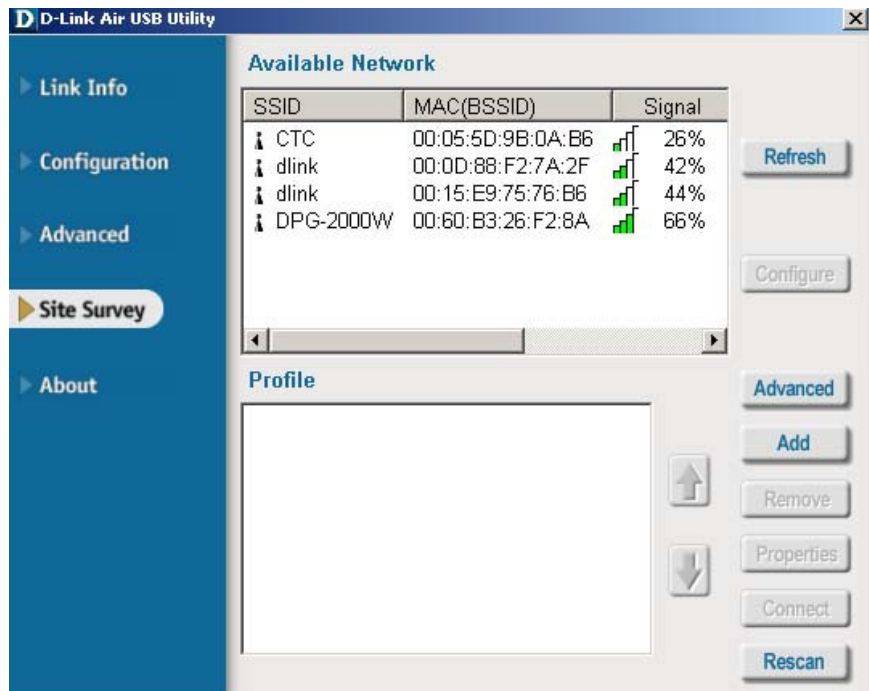 D D-Link Air USB Utility
Link Info
Configuration
Advanced
Site Survey
About
Available Network
SSID MAC(BSSID) Signal
CTC 00:05:5D:9B:0A:B6 26%
dlink 00:0D:88:F2:7A:2F 42%
dlink 00:15:E9:75:76:B6 44%
DPG-2000W 00:60:B3:26:F2:8A 66%
Refresh
Configure
Profile
Advanced
Add
Remove
Properties
Connect
Rescan